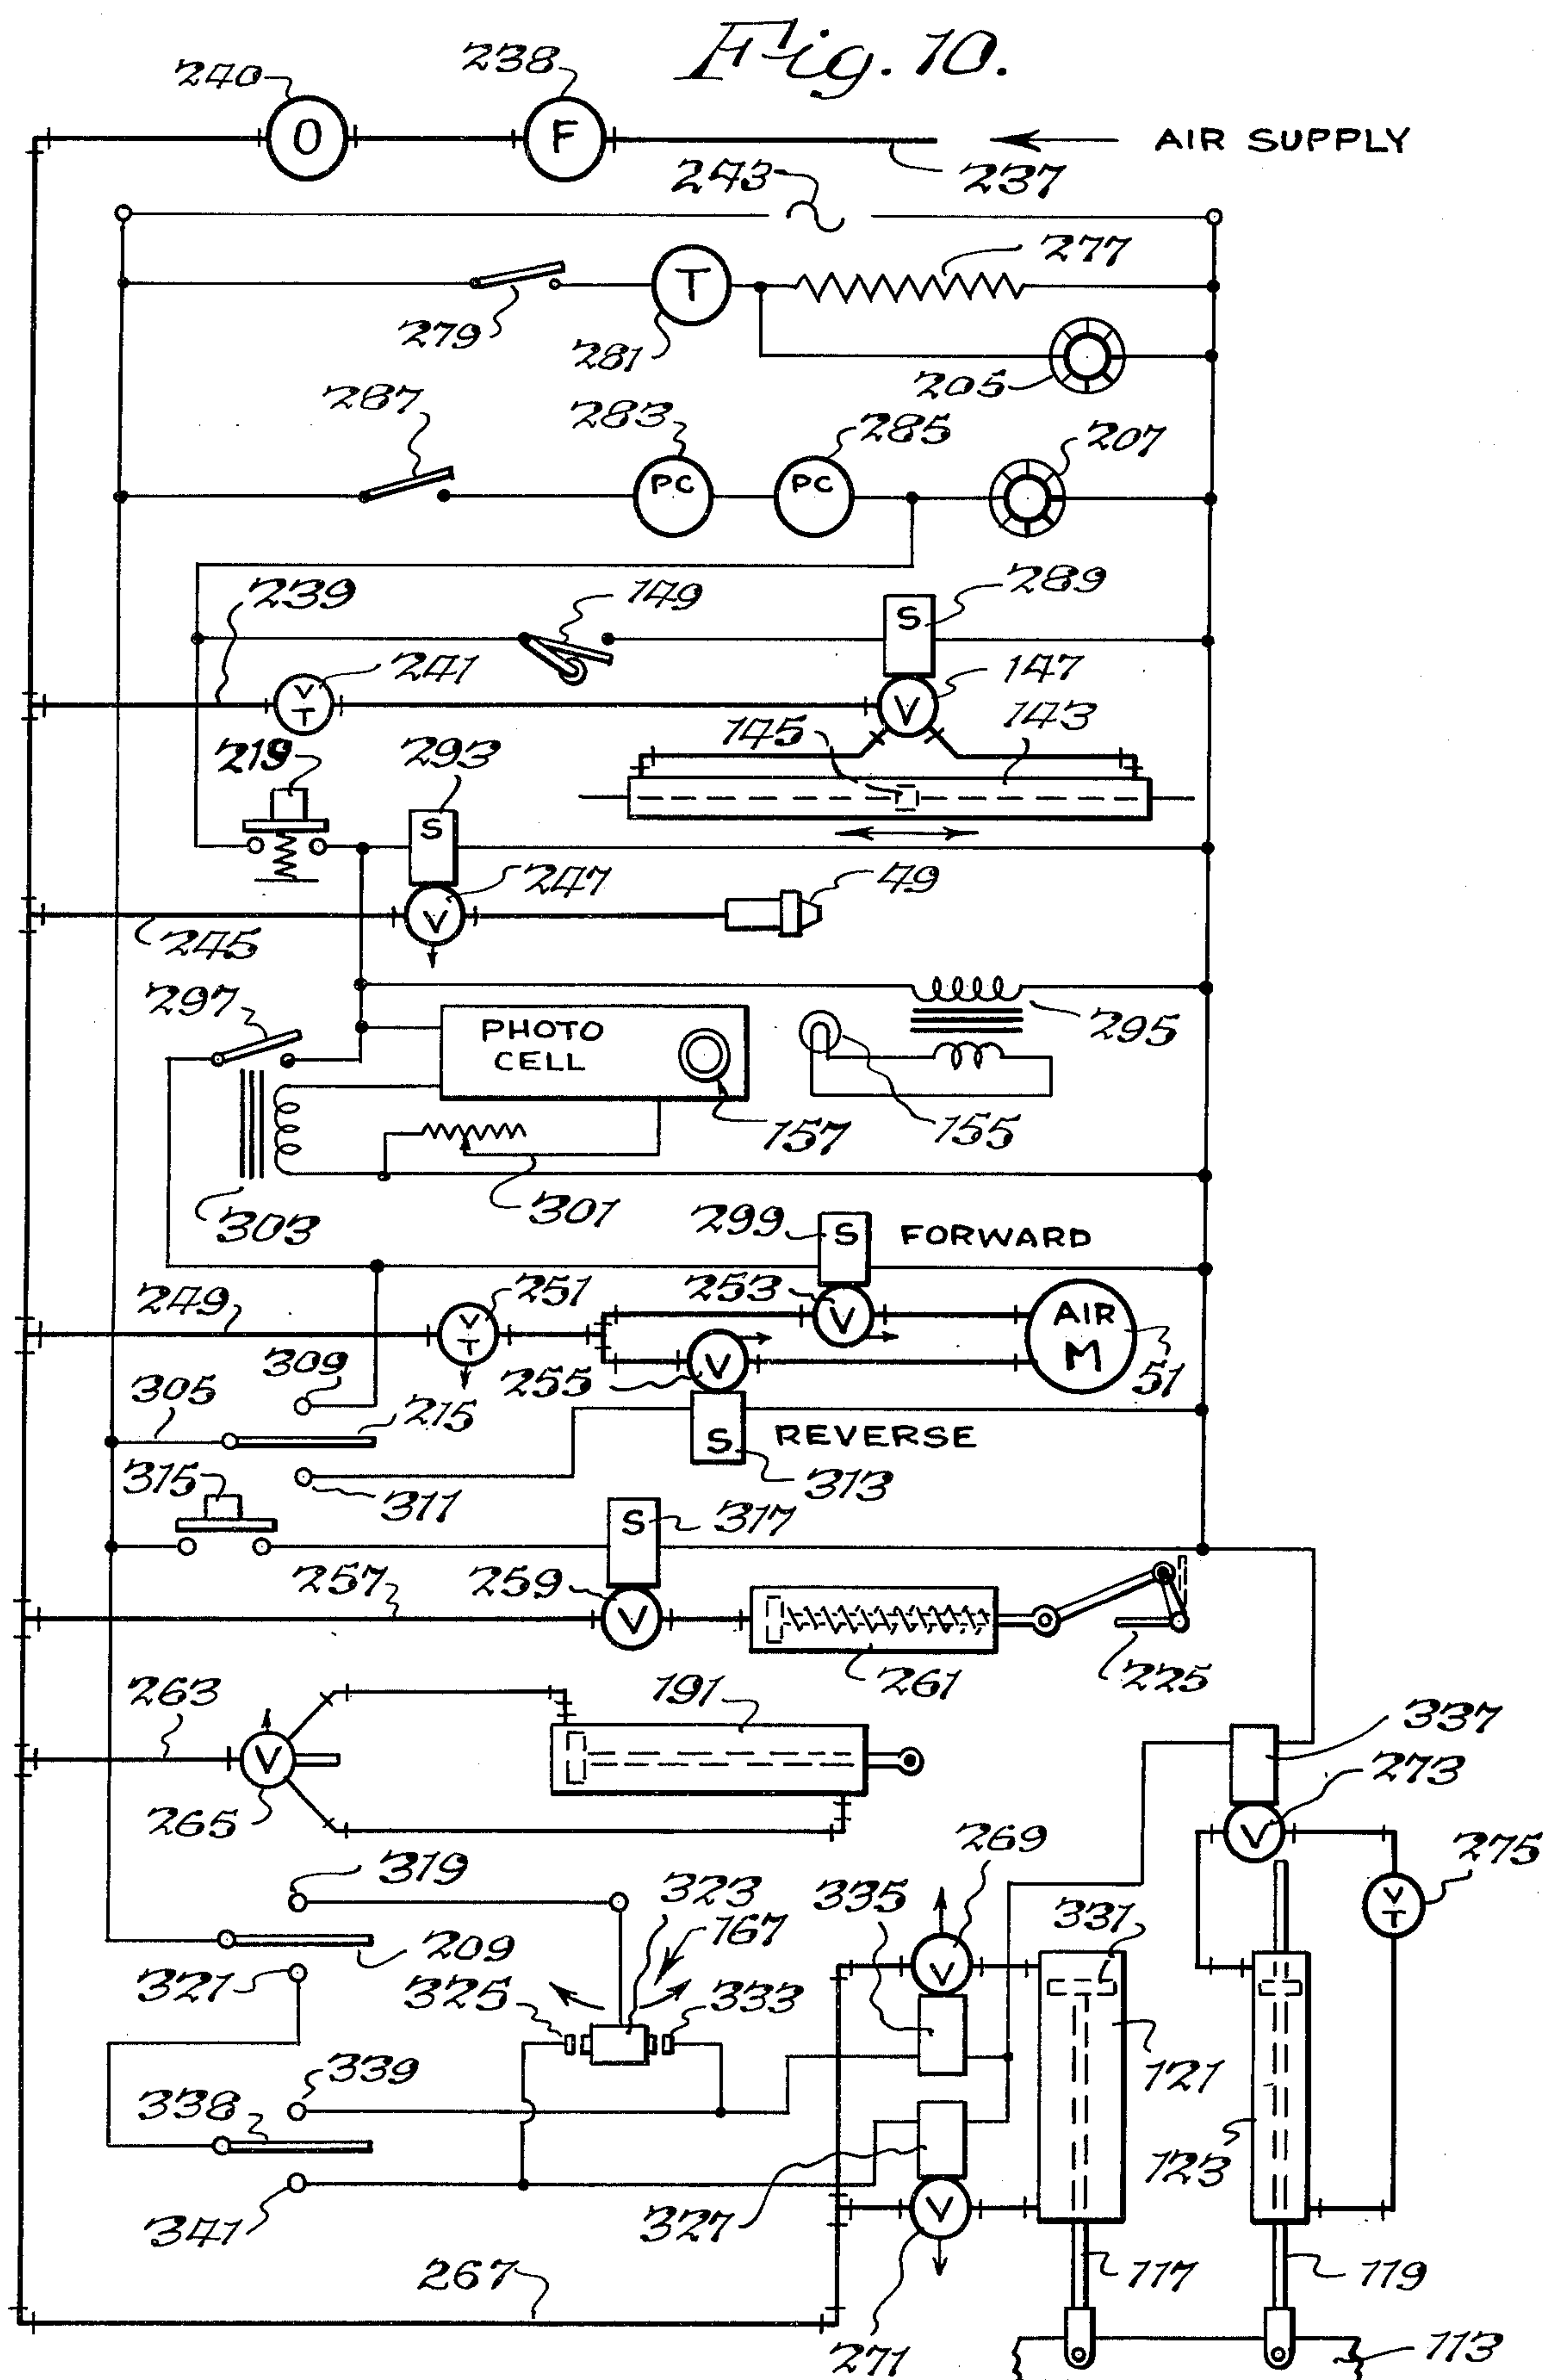 Fig. 10.
240
238
O
F
AIR SUPPLY
237
243
277
279
T
281
205
287
283
285
207
PC
PC
239
149
289
S
241
147
V
T
V
143
145
219
293
S
247
49
V
245
297
PHOTO
CELL
295
157
155
301
303
299
S
FORWARD
249
251
253
V
T
V
AIR
M
51
309
255
V
305
215
S
REVERSE
315
311
313
S
317
257
259
V
261
225
263
191
V
265
337
273
V
319
323
269
275
V
T
335
331
167
209
V
321
325
333
121
339
338
123
327
V
341
117
119
267
271
113